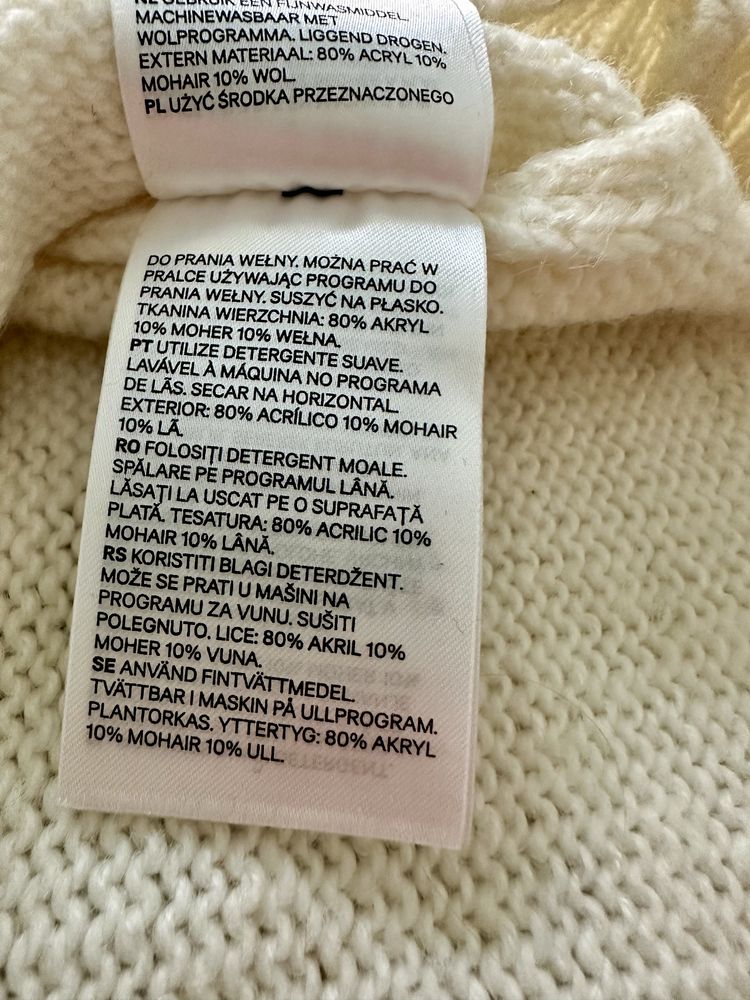 NL GEBRUIK EEN FIJNWASMIDDEL.
MACHINEWASBAAR MET
WOLPROGRAMMA. LIGGEND DROGEN.
EXTERN MATERIAAL: 80% ACRYL 10%
MOHAIR 10% WOL.
PL UŻYĆ ŚRODKA PRZEZNACZONEGO
DO PRANIA WEŁNY. MOŻNA PRAĆ W
PRALCE UŻYWAJĄC PROGRAMU DO
PRANIA WEŁNY. SUSZYĆ NA PŁASKO.
TKANINA WIERZCHNIA: 80% AKRYL
10% MOHER 10% WEŁNA.
PT UTILIZE DETERGENTE SUAVE.
LAVÁVEL À MÁQUINA NO PROGRAMA
DE LÃS. SECAR NA HORIZONTAL.
EXTERIOR: 80% ACRÍLICO 10% MOHAIR
10% LÃ.
RO FOLOSIȚI DETERGENT MOALE.
SPĂLARE PE PROGRAMUL LÂNĂ.
LĂSAȚI LA USCAT PE O SUPRAFAȚĂ
PLATĂ. TESATURA: 80% ACRILIC 10%
MOHAIR 10% LÂNĂ.
RS KORISTITI BLAGI DETERDŽENT.
MOŽE SE PRATI U MAŠINI NA
PROGRAMU ZA VUNU. SUŠITI
POLEGNUTO. LICE: 80% AKRIL 10%
MOHER 10% VUNA.
SE ANVÄND FINTVÄTTMEDEL.
TVÄTTBAR I MASKIN PÅ ULLPROGRAM.
PLANTORKAS. YTTERTYG: 80% AKRYL
10% MOHAIR 10% ULL.